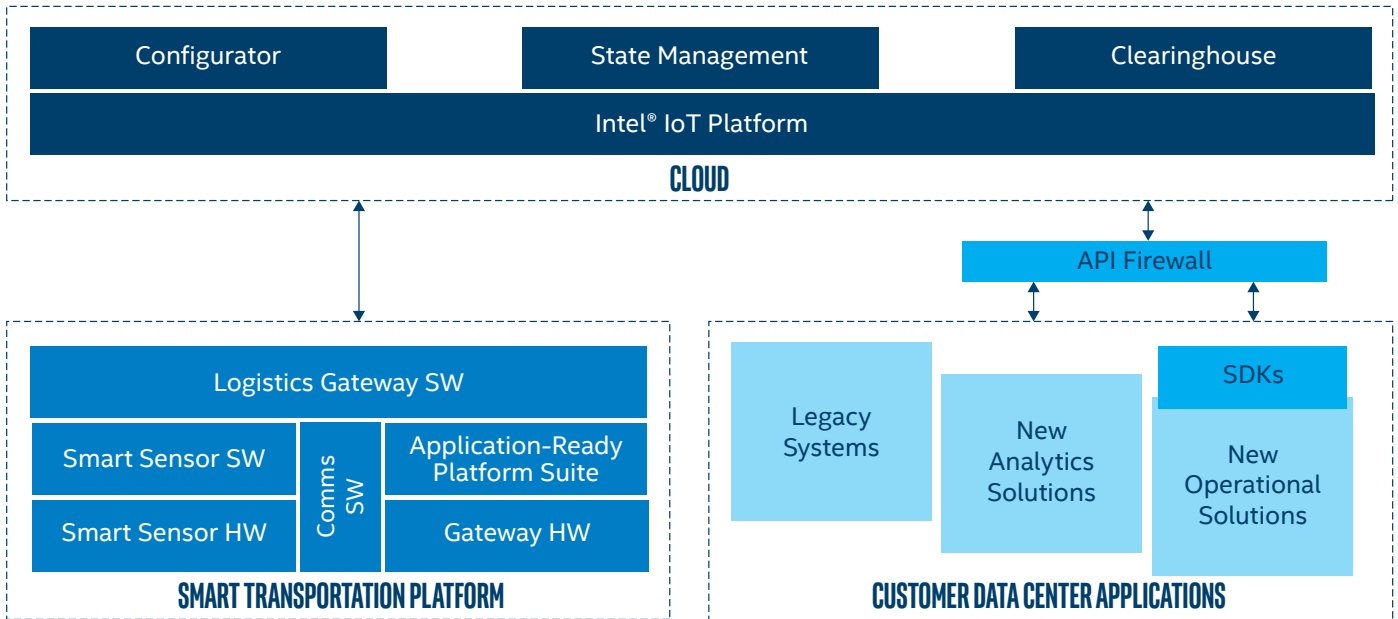 Configurator
State Management
Clearinghouse
Intel® IoT Platform
CLOUD
API Firewall
Logistics Gateway SW
Smart Sensor SW
Comms
SW
Application-Ready
Platform Suite
Smart Sensor HW
Gateway HW
SMART TRANSPORTATION PLATFORM
Legacy
Systems
New
Analytics
Solutions
SDKs
New
Operational
Solutions
CUSTOMER DATA CENTER APPLICATIONS